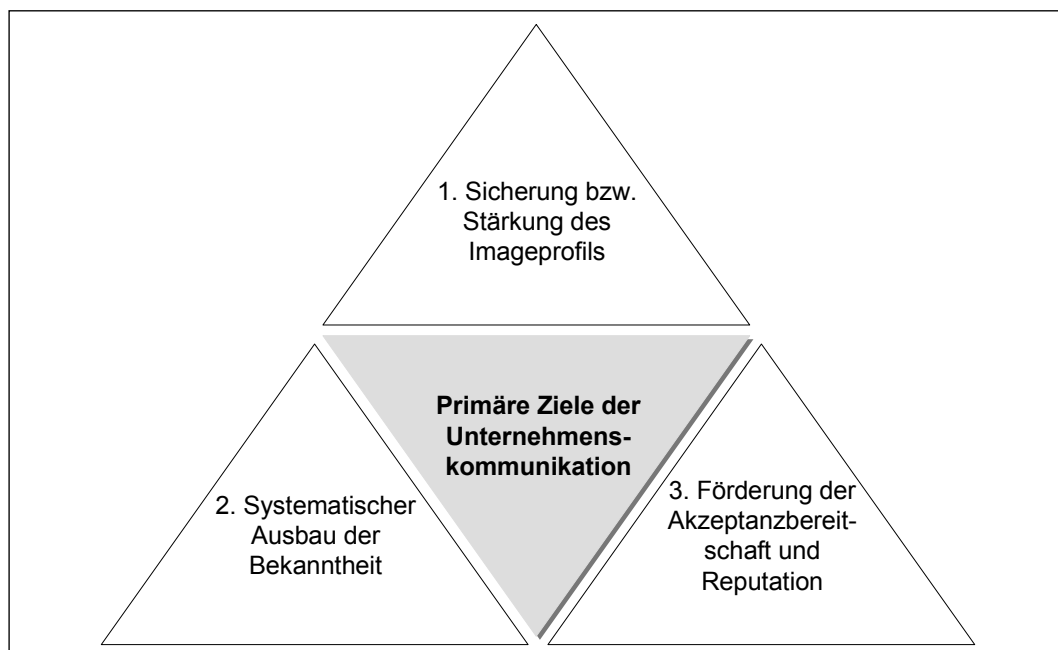 1. Sicherung bzw.
Stärkung des
Imageprofils
Primäre Ziele der
Unternehmens-
kommunikation
2. Systematischer
Ausbau der
Bekanntheit
3. Förderung der
Akzeptanzbereit-
schaft und
Reputation